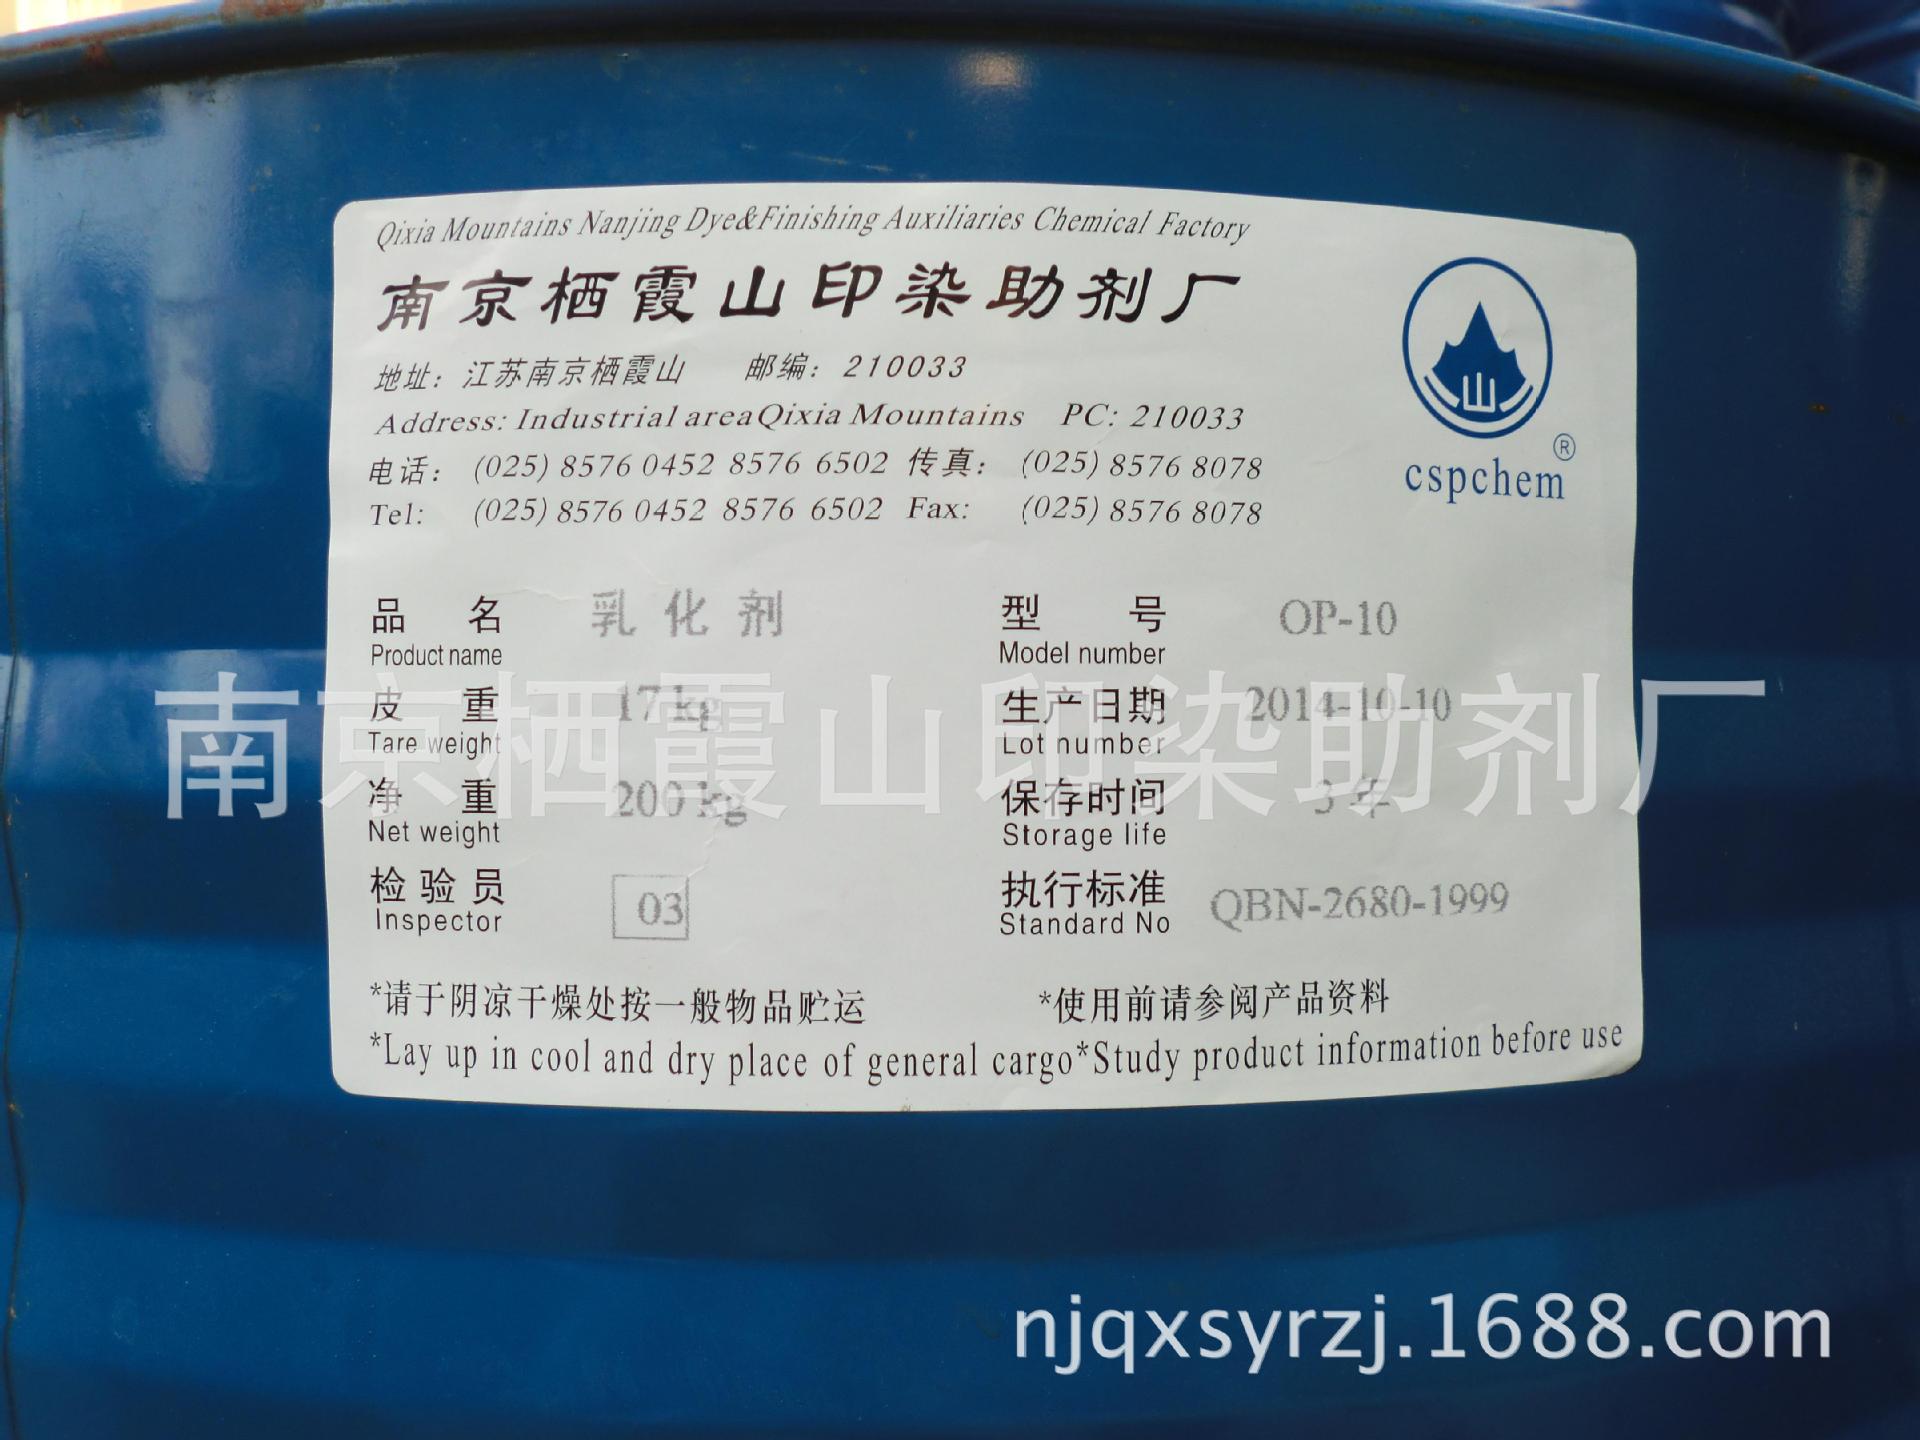 Qixia Mountains Nanjing Dye&Finishing Auxiliaries Chemical Factory
南京栖霞山印染助剂厂
地址：江苏南京栖霞山 邮编：210033
Address: Industrial area Qixia Mountains PC: 210033
电话：(025) 8576 0452 8576 6502 传真：(025) 8576 8078
Tel: (025) 8576 0452 8576 6502 Fax: (025) 8576 8078
山
®
cspchem
品名 乳化剂 型号 OP-10
Product name Model number
皮重 17 kg 生产日期 2014-10-10
Tare weight Lot number
南京栖霞山印染助剂厂
净重 200 kg 保存时间 3 年
Net weight Storage life
检验员 03 执行标准 QBN-2680-1999
Inspector Standard No
*请于阴凉干燥处按一般物品贮运 *使用前请参阅产品资料
*Lay up in cool and dry place of general cargo*Study product information before use
njqxsyrzj.1688.com